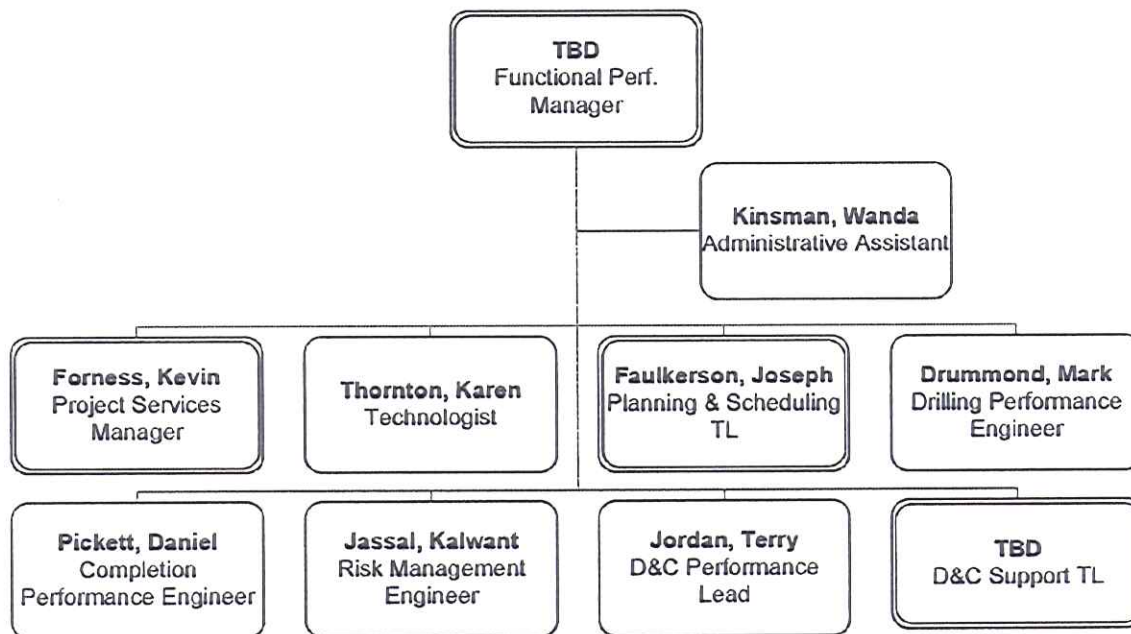 TBD
Functional Perf.
Manager
Kinsman, Wanda
Administrative Assistant
Forness, Kevin
Project Services
Manager
Thornton, Karen
Technologist
Faulkerson, Joseph
Planning & Scheduling
TL
Drummond, Mark
Drilling Performance
Engineer
Pickett, Daniel
Completion
Performance Engineer
Jassal, Kalwant
Risk Management
Engineer
Jordan, Terry
D&C Performance
Lead
TBD
D&C Support TL